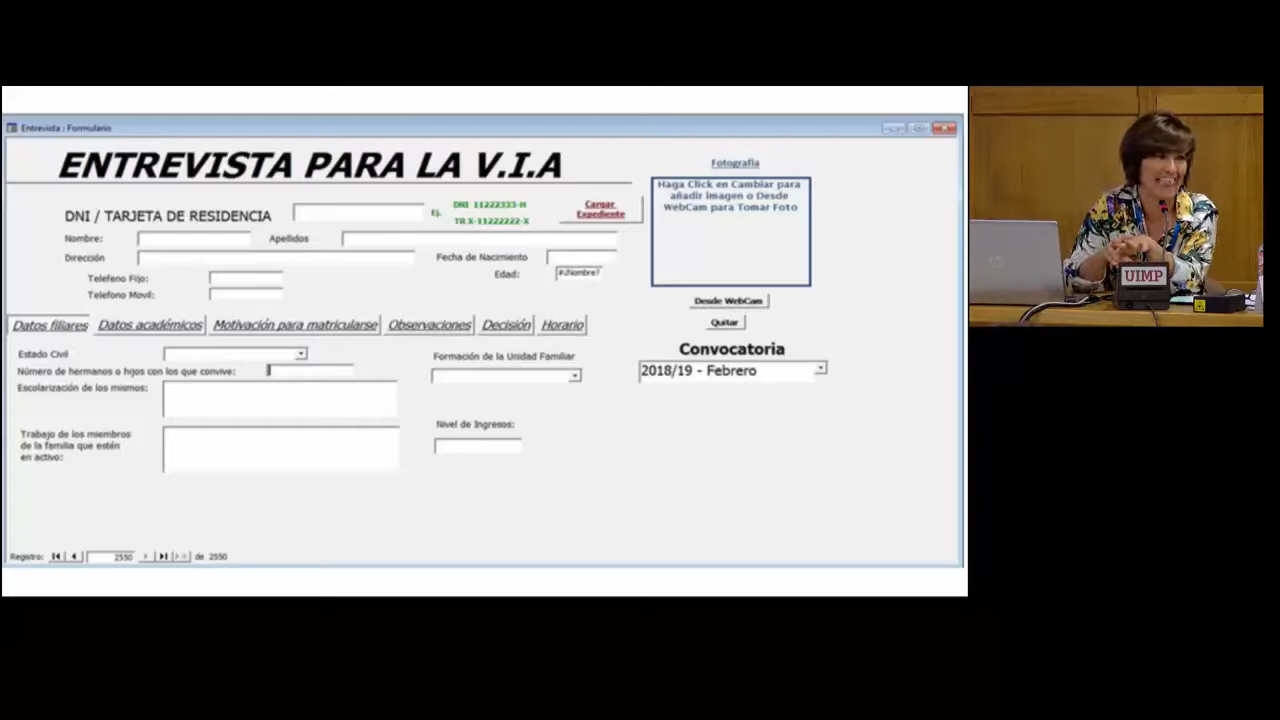 Entrevista : Formulario
ENTREVISTA PARA LA V.I.A
Fotografía
Haga Click en Cambiar para
añadir imagen o Desde
WebCam para Tomar Foto
DNI / TARJETA DE RESIDENCIA
Ej.
DNI 11222333-H
TR X-11222222-X
Cargar
Expediente
Nombre:
Apellidos
Dirección
Fecha de Nacimiento
Edad:
#¿Nombre?
Telefeno Fijo:
Telefono Movil:
Desde WebCam
Quitar
Datos filiares
Datos académicos
Motivación para matricularse
Observaciones
Decisión
Horario
Convocatoria
2018/19 - Febrero
Estado Civil
Formación de la Unidad Familiar
Número de hermanos o hijos con los que convive:
Escolarización de los mismos:
Trabajo de los miembros
de la familia que estén
en activo:
Nivel de Ingresos:
Registro:
2550
de 2550
UIMP
hp